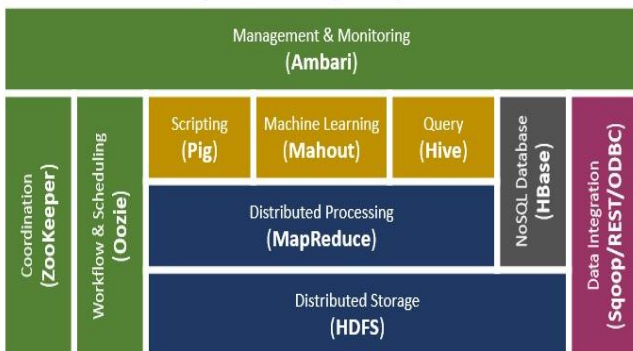 Management & Monitoring
(Ambari)
Coordination
(ZooKeeper)
Workflow & Scheduling
(Oozie)
Scripting
(Pig)
Machine Learning
(Mahout)
Query
(Hive)
NoSQL Database
(HBase)
Data Integration
(Sqoop/REST/ODBC)
Distributed Processing
(MapReduce)
Distributed Storage
(HDFS)